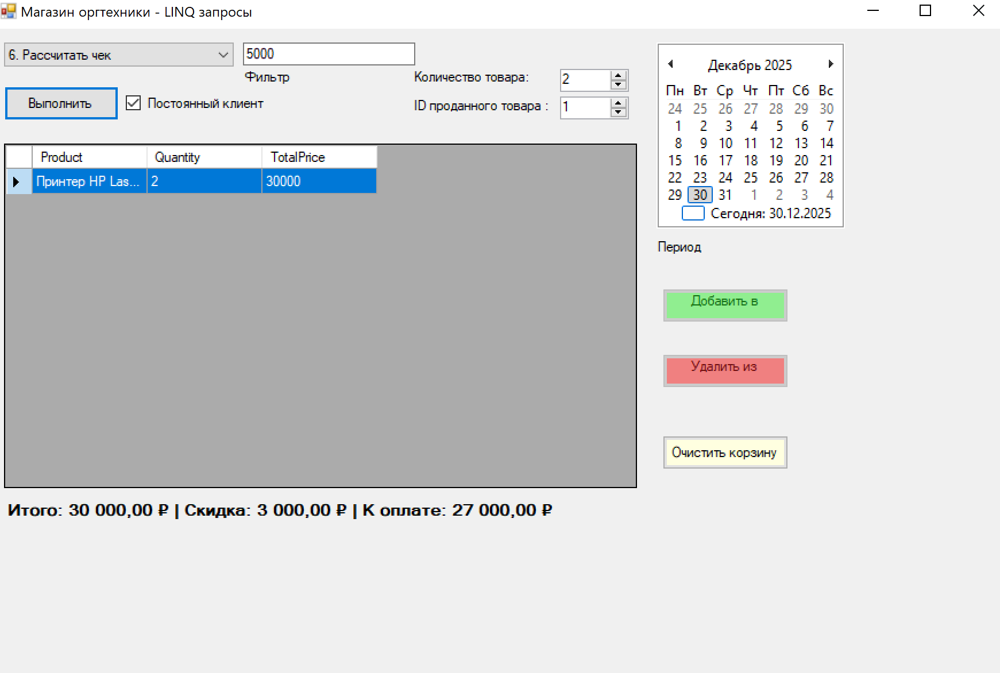 Магазин оргтехники - LINQ запросы
6. Рассчитать чек
5000
Фильтр
Количество товара:
2
Выполнить
Постоянный клиент
ID проданного товара :
1
Product Quantity TotalPrice
Принтер HP Las... 2 30000
Декабрь 2025
Пн Вт Ср Чт Пт Сб Вс
24 25 26 27 28 29 30
1 2 3 4 5 6 7
8 9 10 11 12 13 14
15 16 17 18 19 20 21
22 23 24 25 26 27 28
29 30 31 1 2 3 4
Сегодня: 30.12.2025
Период
Добавить в
Удалить из
Очистить корзину
Итого: 30 000,00 ₽ | Скидка: 3 000,00 ₽ | К оплате: 27 000,00 ₽